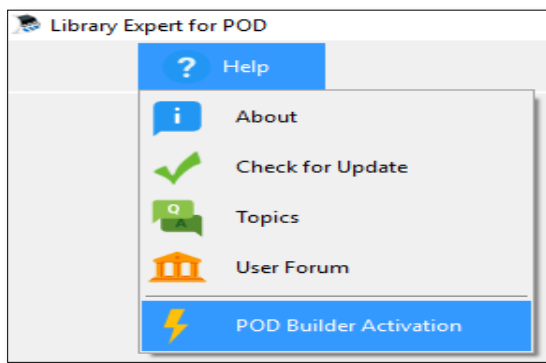 Library Expert for POD
? Help
i About
Check for Update
Q A Topics
User Forum
POD Builder Activation